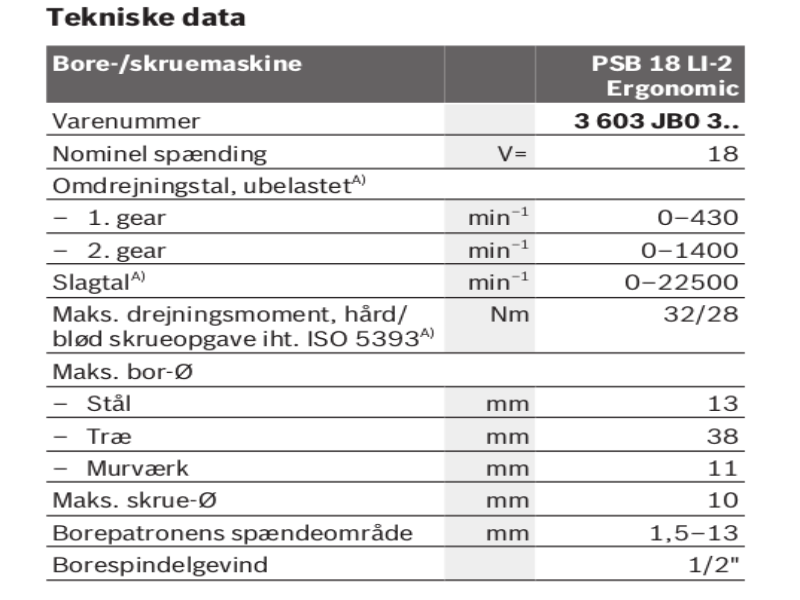 Tekniske data
Bore-/skruemaskine PSB 18 LI-2
Ergonomic
Varenummer 3 603 JB0 3..
Nominel spænding V= 18
Omdrejningstal, ubelastetᴬ⁾
– 1. gear min⁻¹ 0–430
– 2. gear min⁻¹ 0–1400
Slagtalᴬ⁾ min⁻¹ 0–22500
Maks. drejningsmoment, hård/ Nm 32/28
blød skrueopgave iht. ISO 5393ᴬ⁾
Maks. bor-Ø
– Stål mm 13
– Træ mm 38
– Murværk mm 11
Maks. skrue-Ø mm 10
Borepatronens spændeområde mm 1,5–13
Borespindelgevind 1/2"